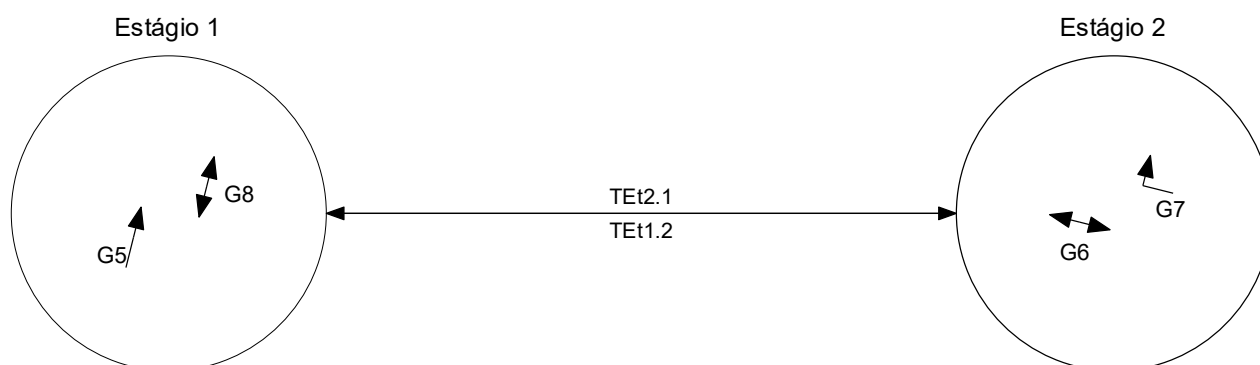 Estágio 1
Estágio 2
G8
G5
TEt2.1
TEt1.2
G7
G6